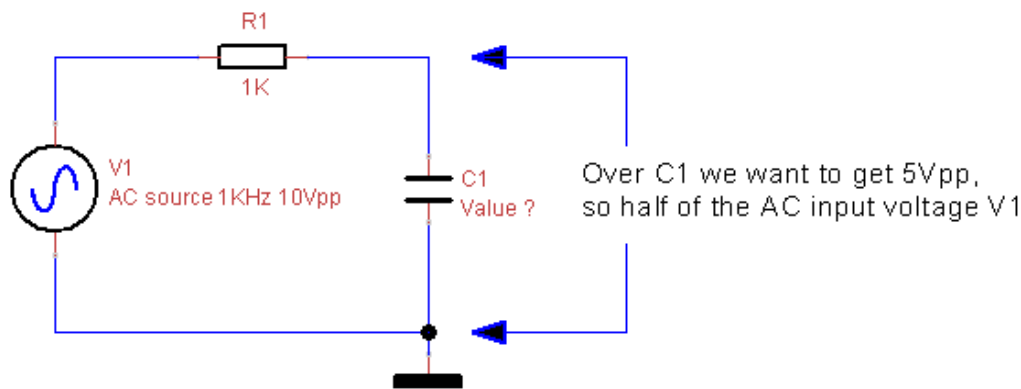 R1
1K
V1
AC source 1KHz 10Vpp
C1
Value ?
Over C1 we want to get 5Vpp,
so half of the AC input voltage V1